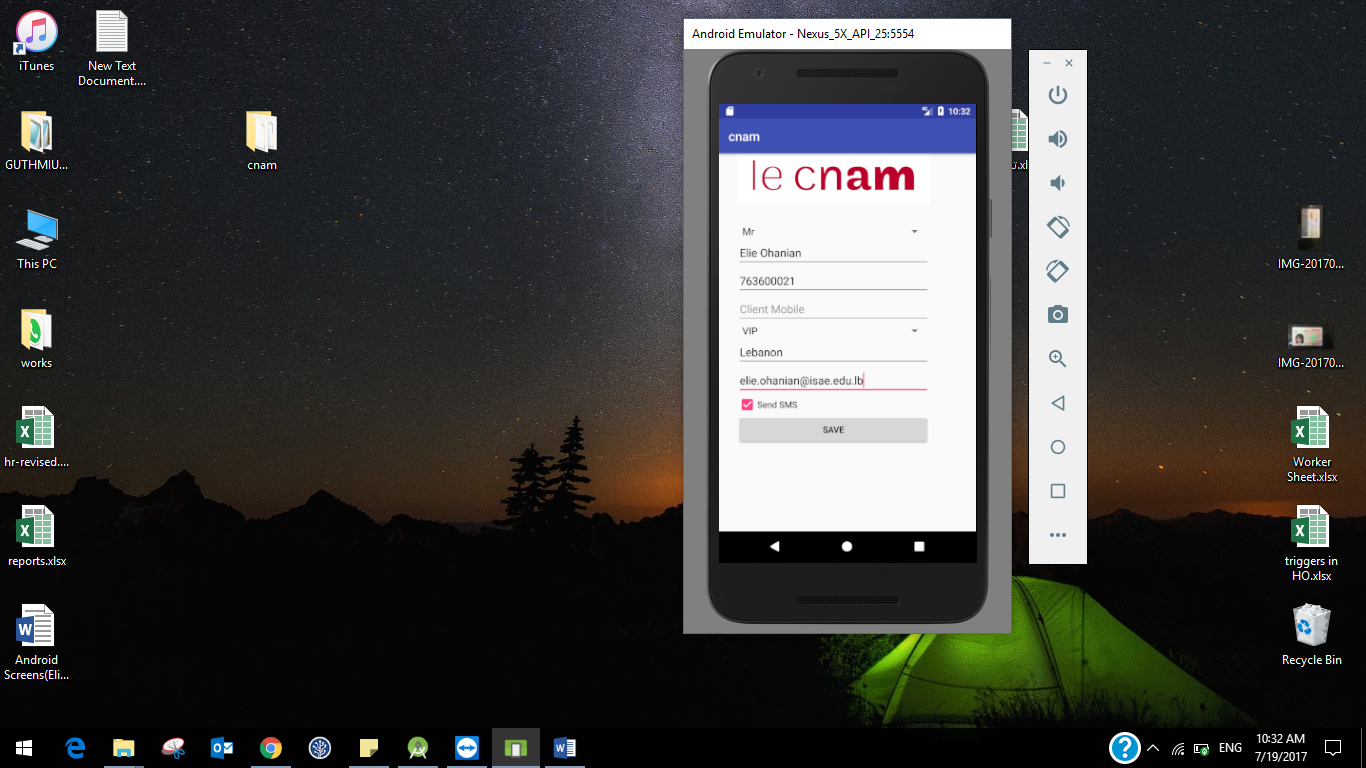 iTunes
New Text
Document....
GUTHMIU...
cnam
This PC
works
hr-revised....
reports.xlsx
Android
Screens(Eli...
Android Emulator - Nexus_5X_API_25:5554
10:32
cnam
le cnam
Mr
Elie Ohanian
763600021
Client Mobile
VIP
Lebanon
elie.ohanian@isae.edu.lb
Send SMS
SAVE
IMG-20170...
IMG-20170...
Worker
Sheet.xlsx
triggers in
HO.xlsx
Recycle Bin
ENG
10:32 AM
7/19/2017